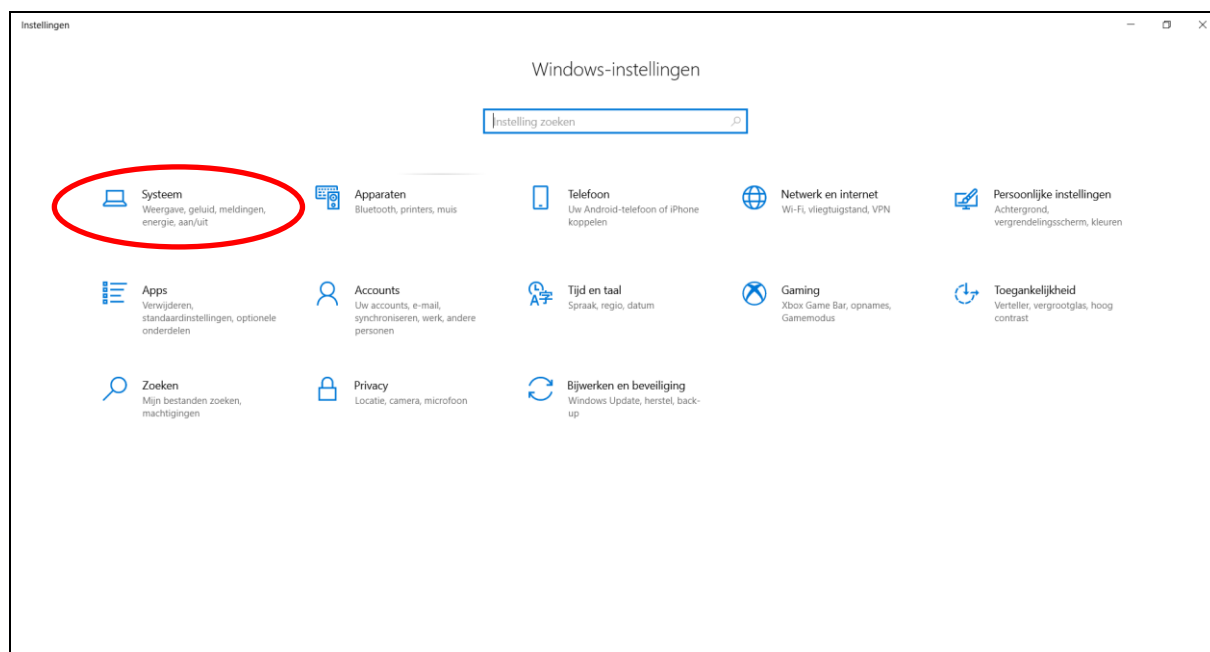 Instellingen
Windows-instellingen
Instelling zoeken
Systeem
Weergave, geluid, meldingen,
energie, aan/uit
Apparaten
Bluetooth, printers, muis
Telefoon
Uw Android-telefoon of iPhone
koppelen
Netwerk en internet
Wi-Fi, vliegtuigstand, VPN
Persoonlijke instellingen
Achtergrond,
vergrendelingsscherm, kleuren
Apps
Verwijderen,
standaardinstellingen, optionele
onderdelen
Accounts
Uw accounts, e-mail,
synchroniseren, werk, andere
personen
Tijd en taal
Spraak, regio, datum
Gaming
Xbox Game Bar, opnames,
Gamemodus
Toegankelijkheid
Verteller, vergrootglas, hoog
contrast
Zoeken
Mijn bestanden zoeken,
machtigingen
Privacy
Locatie, camera, microfoon
Bijwerken en beveiliging
Windows Update, herstel, back-
up